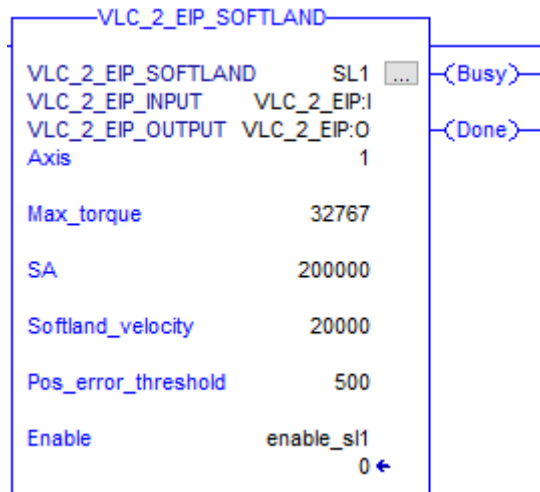 VLC_2_EIP_SOFTLAND
VLC_2_EIP_SOFTLAND SL1 ... (Busy)
VLC_2_EIP_INPUT VLC_2_EIP:I
VLC_2_EIP_OUTPUT VLC_2_EIP:O (Done)
Axis 1
Max_torque 32767
SA 200000
Softland_velocity 20000
Pos_error_threshold 500
Enable enable_sl1
0